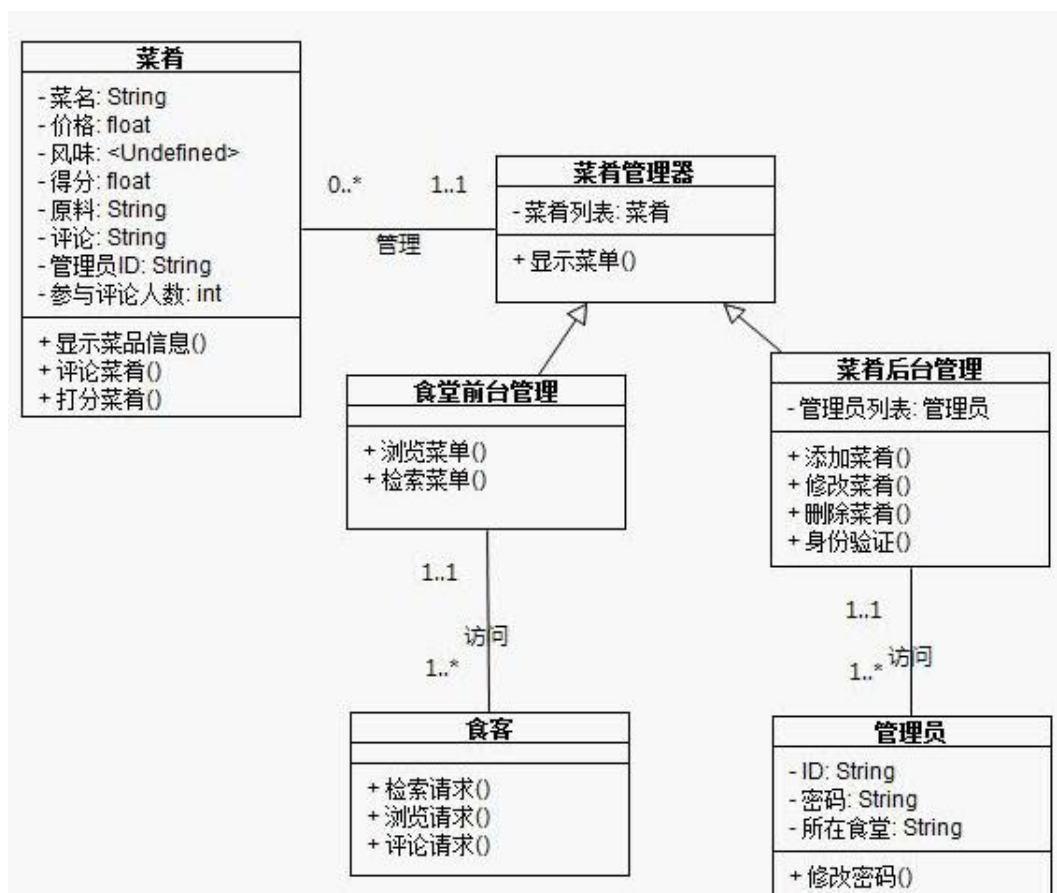 菜肴
- 菜名: String
- 价格: float
- 风味: <Undefined>
- 得分: float
- 原料: String
- 评论: String
- 管理员ID: String
- 参与评论人数: int
+ 显示菜品信息()
+ 评论菜肴()
+ 打分菜肴()
0..*
1..1
管理
菜肴管理器
- 菜肴列表: 菜肴
+ 显示菜单()
食堂前台管理
+ 浏览菜单()
+ 检索菜单()
菜肴后台管理
- 管理员列表: 管理员
+ 添加菜肴()
+ 修改菜肴()
+ 删除菜肴()
+ 身份验证()
1..1
访问
1..*
1..1
访问
1..*
食客
+ 检索请求()
+ 浏览请求()
+ 评论请求()
管理员
- ID: String
- 密码: String
- 所在食堂: String
+ 修改密码()